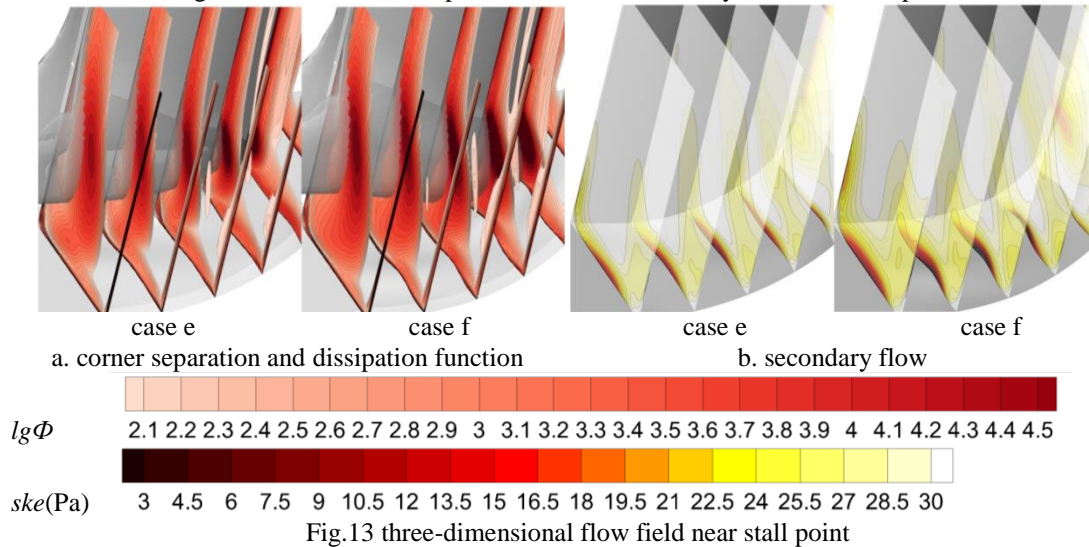 case e case f case e case f
a. corner separation and dissipation function b. secondary flow
lgΦ 2.1 2.2 2.3 2.4 2.5 2.6 2.7 2.8 2.9 3 3.1 3.2 3.3 3.4 3.5 3.6 3.7 3.8 3.9 4 4.1 4.2 4.3 4.4 4.5
ske(Pa) 3 4.5 6 7.5 9 10.5 12 13.5 15 16.5 18 19.5 21 22.5 24 25.5 27 28.5 30
Fig.13 three-dimensional flow field near stall point